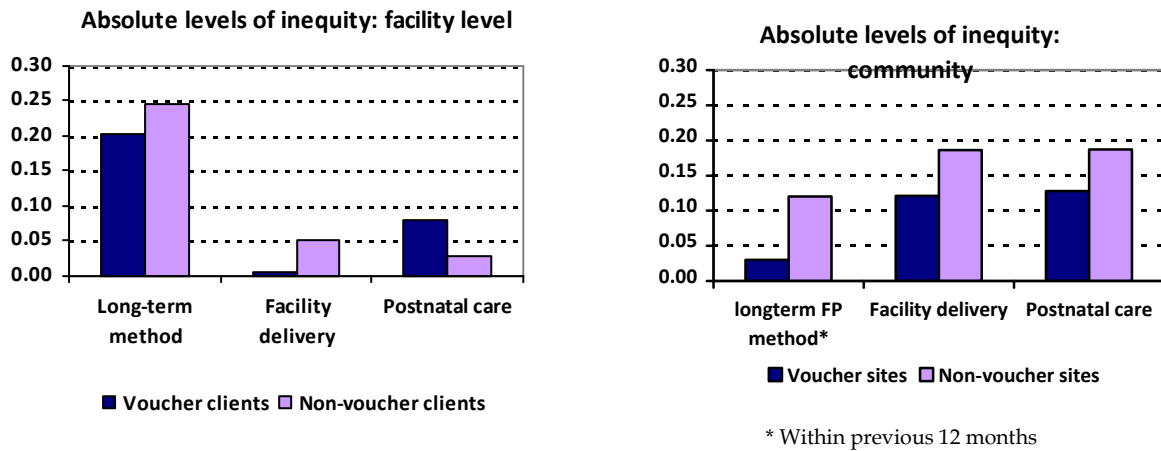 Absolute levels of inequity: facility level
0.30
0.25
0.20
0.15
0.10
0.05
0.00
Long-term
method
Facility
delivery
Postnatal care
Voucher clients Non-voucher clients
Absolute levels of inequity:
community
0.30
0.25
0.20
0.15
0.10
0.05
0.00
longterm FP
method*
Facility delivery
Postnatal care
Voucher sites Non-voucher sites
* Within previous 12 months